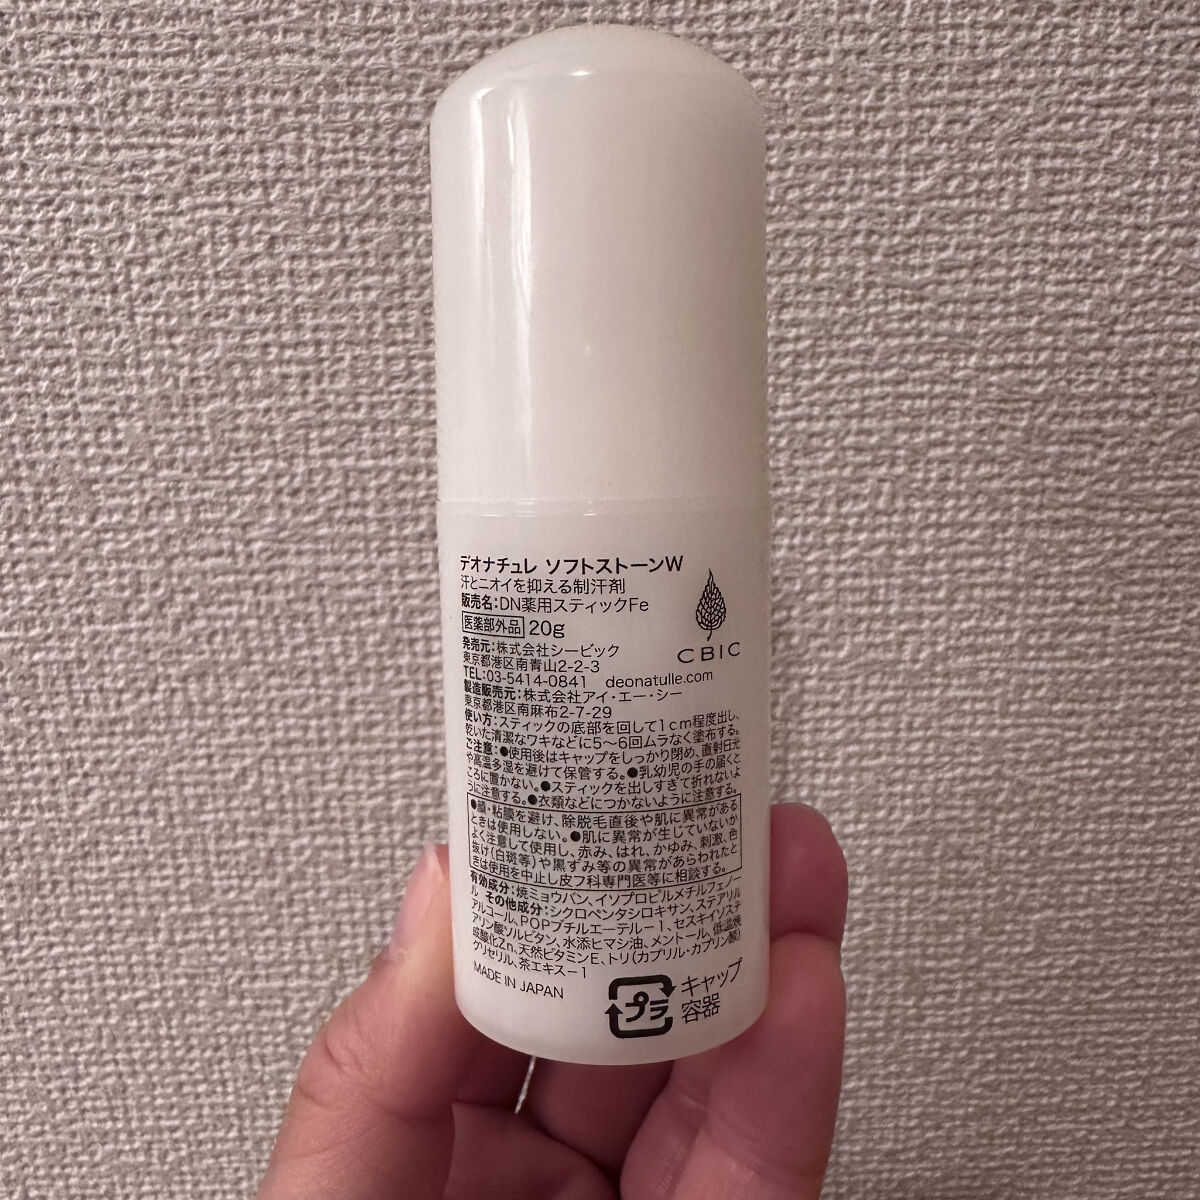 デオナチュレ ソフトストーンW
汗とニオイを抑える制汗剤
販売名:DN薬用スティックFe
医薬部外品 20g
CBIC
発売元:株式会社シービック
東京都港区南青山2-2-3
TEL:03-5414-0841 deonatulle.com
製造販売元:株式会社アイ・エー・シー
東京都港区南麻布2-7-29
使い方:スティックの底部を回して1cm程度出し、
乾いた清潔なワキなどに5〜6回ムラなく塗布する。
ご注意:●使用後はキャップをしっかり閉め、直射日光
や高温多湿を避けて保管する。●乳幼児の手の届くと
ころに置かない。●スティックを出しすぎて折れないよ
うに注意する。●衣類などにつかないように注意する。
●顔・粘膜を避け、除脱毛直後や肌に異常がある
ときは使用しない。●肌に異常が生じていないか
よく注意して使用し、赤み、はれ、かゆみ、刺激、色
抜け(白斑等)や黒ずみ等の異常があらわれたと
きは使用を中止し皮フ科専門医等に相談する。
有効成分:焼ミョウバン、イソプロピルメチルフェノー
ル その他成分:シクロペンタシロキサン、ステアリル
アルコール、POPブチルエーテル-1、セスキイソステ
アリン酸ソルビタン、水添ヒマシ油、メントール、低温焼
成酸化Zn、天然ビタミンE、トリ(カプリル・カプリン酸)
グリセリル、茶エキス-1
MADE IN JAPAN
プラ
キャップ
容器